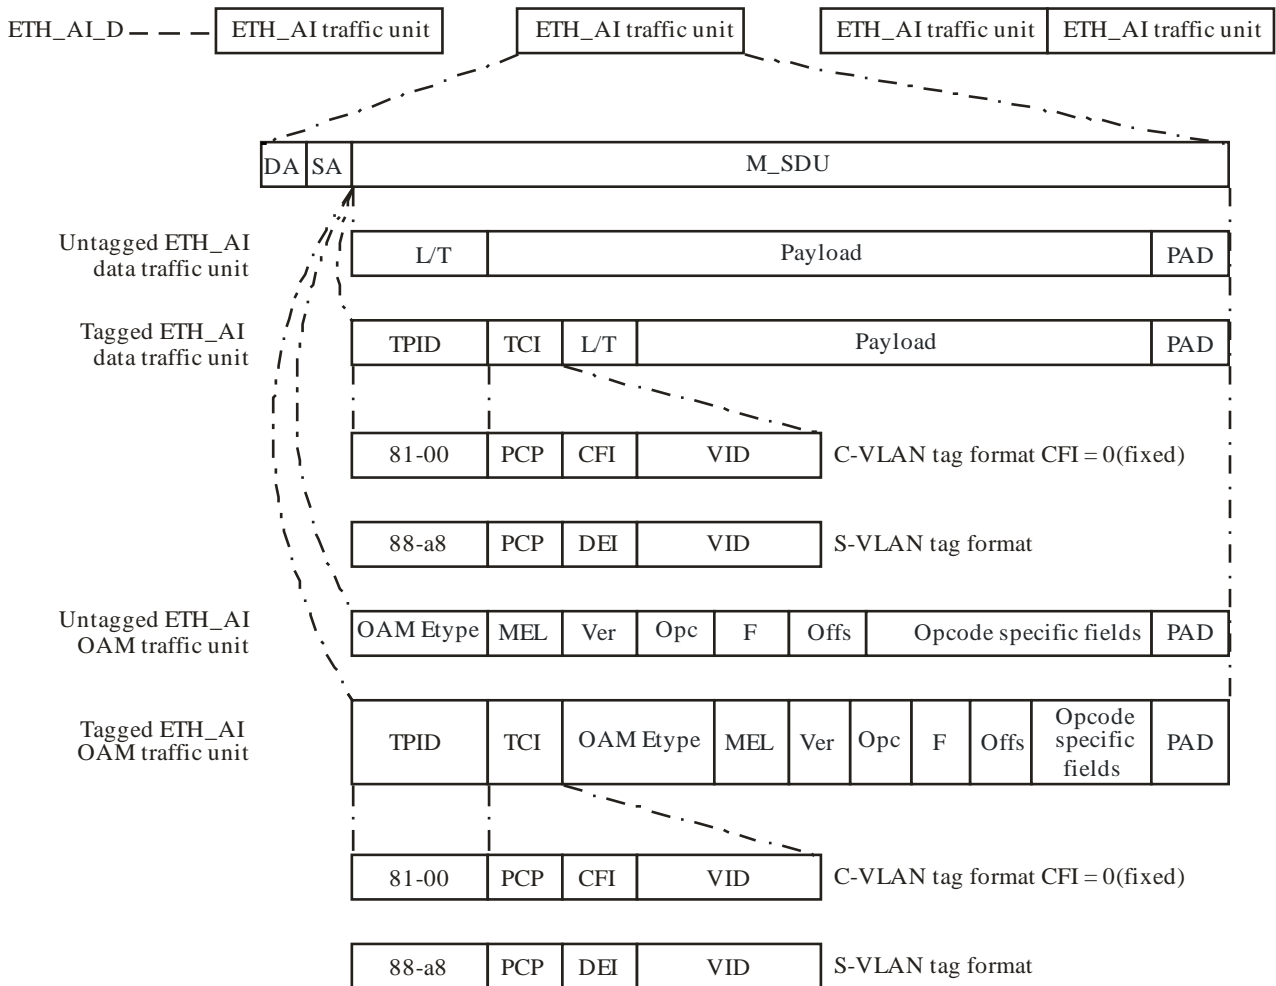 ETH_AI_D ETH_AI traffic unit ETH_AI traffic unit ETH_AI traffic unit ETH_AI traffic unit
DA SA M_SDU
Untagged ETH_AI
data traffic unit
L/T Payload PAD
Tagged ETH_AI
data traffic unit
TPID TCI L/T Payload PAD
81-00 PCP CFI VID C-VLAN tag format CFI = 0(fixed)
88-a8 PCP DEI VID S-VLAN tag format
Untagged ETH_AI
OAM traffic unit
OAM Etype MEL Ver Opc F Offs Opcode specific fields PAD
Tagged ETH_AI
OAM traffic unit
TPID TCI OAM Etype MEL Ver Opc F Offs
Opcode
specific
fields
PAD
81-00 PCP CFI VID C-VLAN tag format CFI = 0(fixed)
88-a8 PCP DEI VID S-VLAN tag format